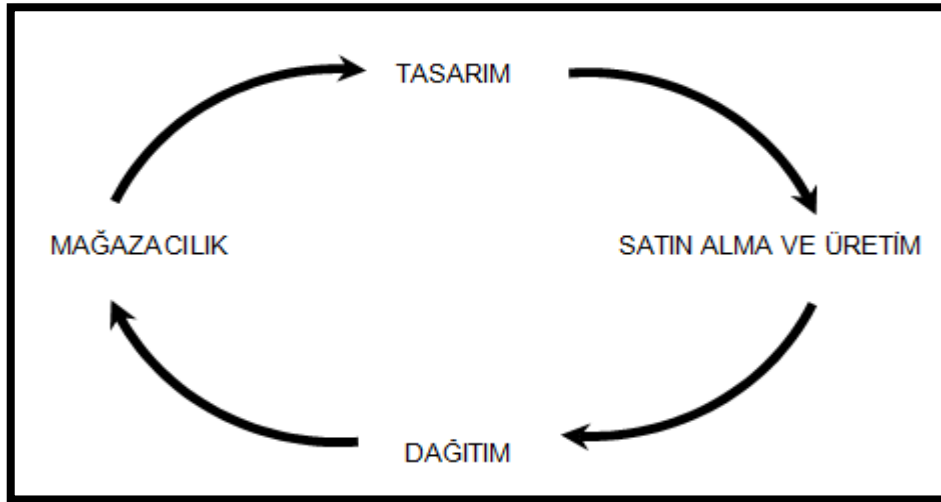 TASARIM
MAĞAZACILIK
SATIN ALMA VE ÜRETİM
DAĞITIM